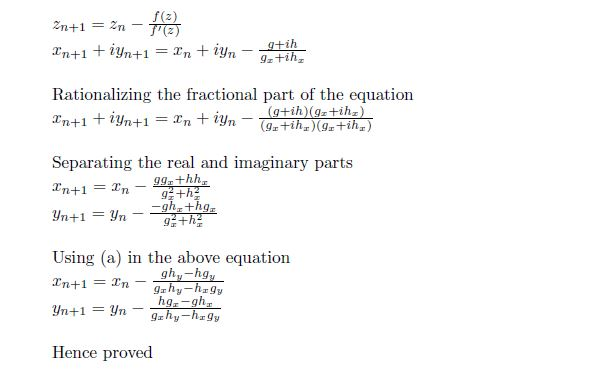 $z_{n+1} = z_n - \frac{f(z)}{f'(z)}$
$x_{n+1} + iy_{n+1} = x_n + iy_n - \frac{g+ih}{g_x+ih_x}$
Rationalizing the fractional part of the equation
$x_{n+1} + iy_{n+1} = x_n + iy_n - \frac{(g+ih)(g_x+ih_x)}{(g_x+ih_x)(g_x+ih_x)}$
Separating the real and imaginary parts
$x_{n+1} = x_n - \frac{gg_x+hh_x}{g_x^2+h_x^2}$
$y_{n+1} = y_n - \frac{-gh_x+hg_x}{g_x^2+h_x^2}$
Using (a) in the above equation
$x_{n+1} = x_n - \frac{gh_y-hg_y}{g_xh_y-h_xg_y}$
$y_{n+1} = y_n - \frac{hg_x-gh_x}{g_xh_y-h_xg_y}$
Hence proved